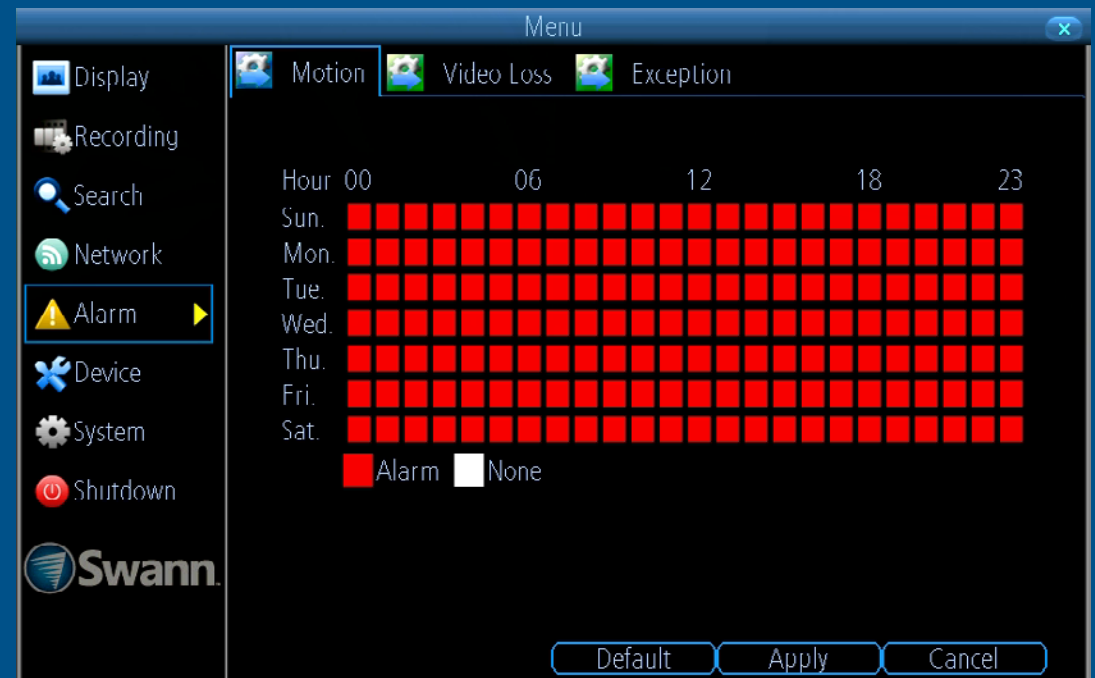 Menu
Display
Recording
Search
Network
Alarm
Device
System
Shutdown
Swann.
Motion Video Loss Exception
Hour 00 06 12 18 23
Sun.
Mon.
Tue.
Wed.
Thu.
Fri.
Sat.
Alarm None
Default Apply Cancel